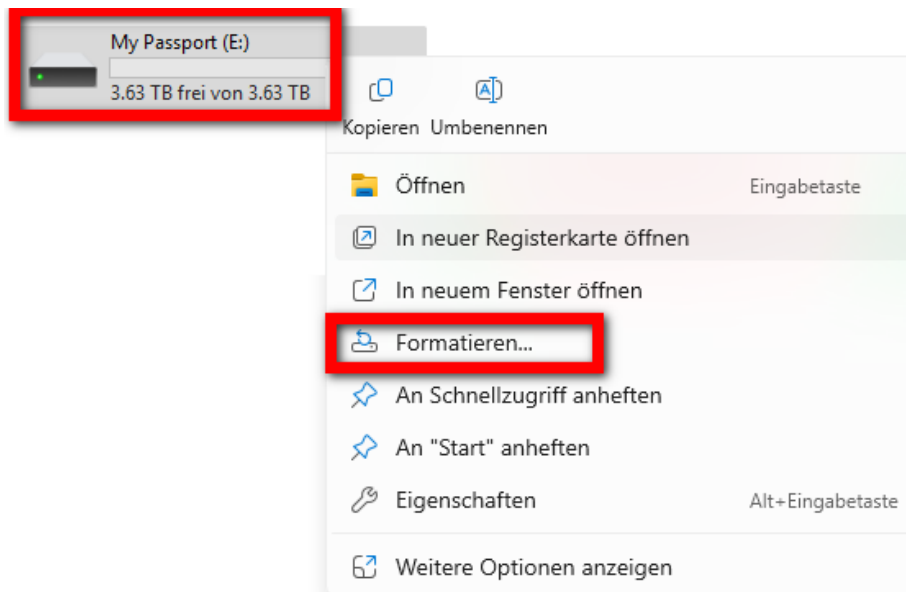 My Passport (E:)
3.63 TB frei von 3.63 TB
Kopieren Umbenennen
Öffnen Eingabetaste
In neuer Registerkarte öffnen
In neuem Fenster öffnen
Formatieren...
An Schnellzugriff anheften
An "Start" anheften
Eigenschaften Alt+Eingabetaste
Weitere Optionen anzeigen